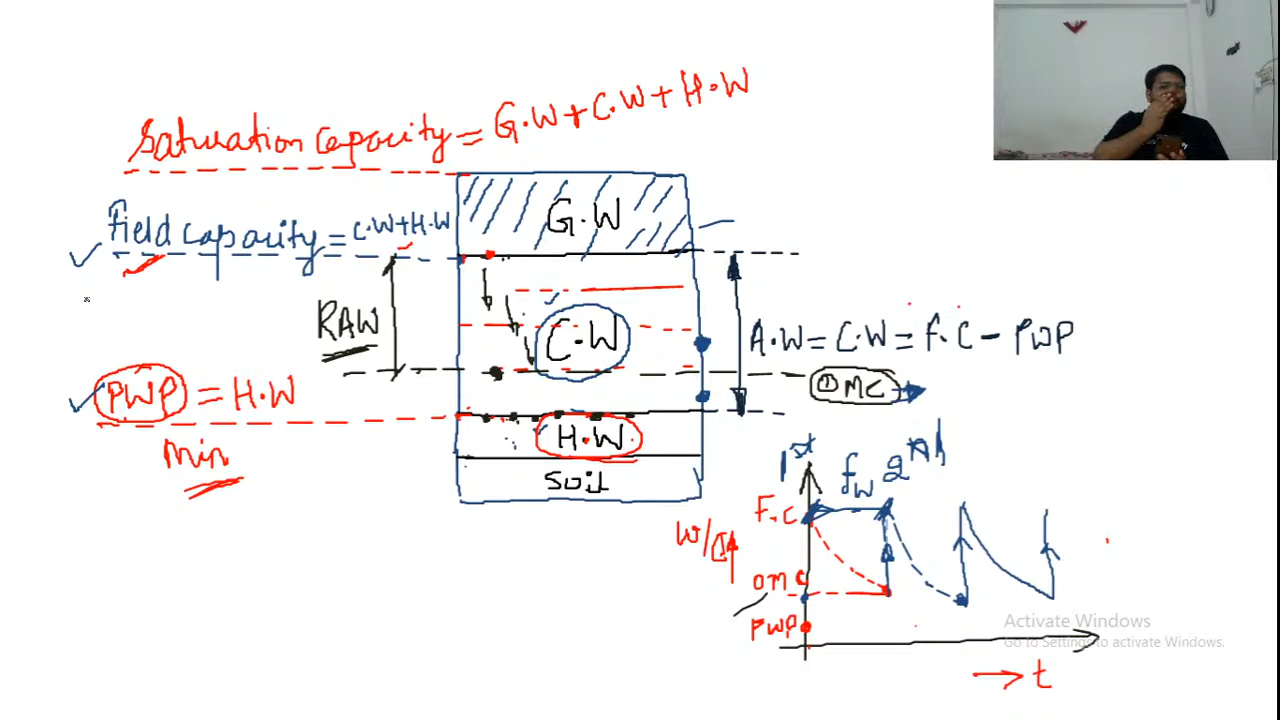 Saturation capacity = G.W + C.W + H.W
Field capacity = C.W + H.W
G.W
RAW
C.W
A.W = C.W = F.C - PWP
OMC
PWP = H.W
Min
H.W
Soil
1st
fw 2nd
F.C
OMC
PWP
t
Activate Windows
Go to Settings to activate Windows.